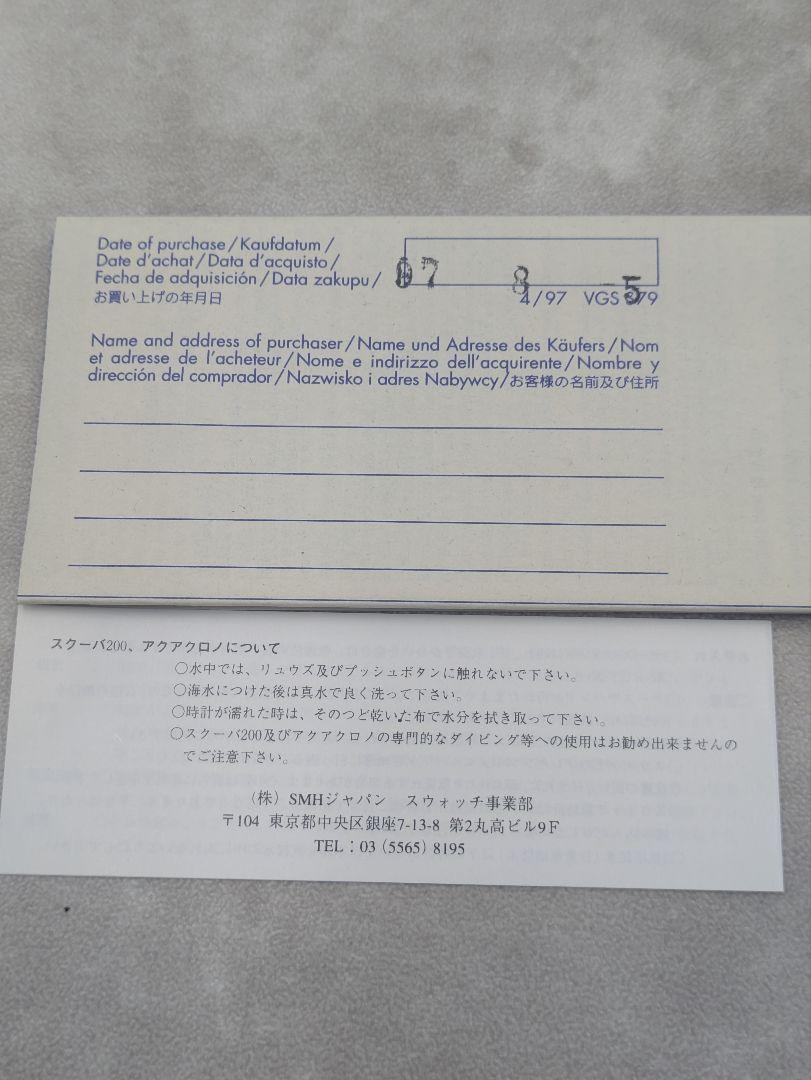 Date of purchase/Kaufdatum/
Date d'achat/Data d'acquisto/
Fecha de adquisición/Data zakupu/
お買い上げの年月日
7 8 5
4/97 VGS 379
Name and address of purchaser/Name und Adresse des Käufers/Nom
et adresse de l'acheteur/Nome e indirizzo dell'acquirente/Nombre y
dirección del comprador/Nazwisko i adres Nabywcy/お客様の名前及び住所
スクーバ200、アクアクロノについて
○水中では、リュウズ及びプッシュボタンに触れないで下さい。
○海水につけた後は真水で良く洗って下さい。
○時計が濡れた時は、そのつど乾いた布で水分を拭き取って下さい。
○スクーバ200及びアクアクロノの専門的なダイビング等への使用はお勧め出来ませんの
でご注意下さい。
（株）SMHジャパン　スウォッチ事業部
〒104 東京都中央区銀座7-13-8 第2丸高ビル9F
TEL：03 (5565) 8195